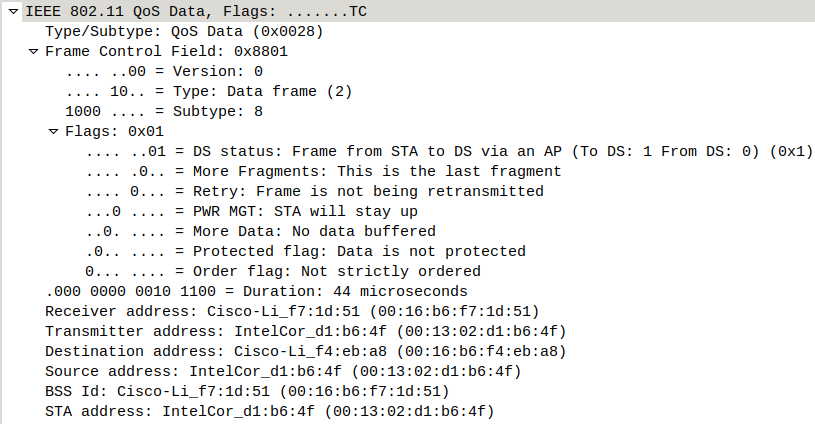 IEEE 802.11 QoS Data, Flags: .......TC
Type/Subtype: QoS Data (0x0028)
Frame Control Field: 0x8801
.... ..00 = Version: 0
.... 10.. = Type: Data frame (2)
1000 .... = Subtype: 8
Flags: 0x01
.... ..01 = DS status: Frame from STA to DS via an AP (To DS: 1 From DS: 0) (0x1)
.... .0.. = More Fragments: This is the last fragment
.... 0... = Retry: Frame is not being retransmitted
...0 .... = PWR MGT: STA will stay up
..0. .... = More Data: No data buffered
.0.. .... = Protected flag: Data is not protected
0... .... = Order flag: Not strictly ordered
.000 0000 0010 1100 = Duration: 44 microseconds
Receiver address: Cisco-Li_f7:1d:51 (00:16:b6:f7:1d:51)
Transmitter address: IntelCor_d1:b6:4f (00:13:02:d1:b6:4f)
Destination address: Cisco-Li_f4:eb:a8 (00:16:b6:f4:eb:a8)
Source address: IntelCor_d1:b6:4f (00:13:02:d1:b6:4f)
BSS Id: Cisco-Li_f7:1d:51 (00:16:b6:f7:1d:51)
STA address: IntelCor_d1:b6:4f (00:13:02:d1:b6:4f)